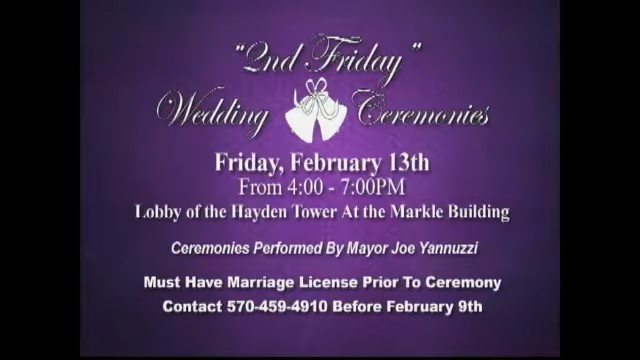 "2nd Friday"
Wedding Ceremonies
Friday, February 13th
From 4:00 - 7:00PM
Lobby of the Hayden Tower At the Markle Building
Ceremonies Performed By Mayor Joe Yannuzzi
Must Have Marriage License Prior To Ceremony
Contact 570-459-4910 Before February 9th